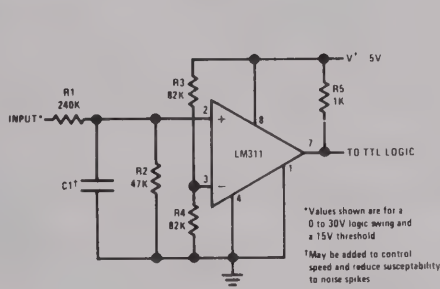 V+ 5V
R1
240K
R3
82K
R5
1K
INPUT*
2
+
8
LM311
7
TO TTL LOGIC
1
C1†
R2
47K
3
−
R4
82K
4
*Values shown are for a
0 to 30V logic swing and
a 15V threshold
†May be added to control
speed and reduce susceptability
to noise spikes